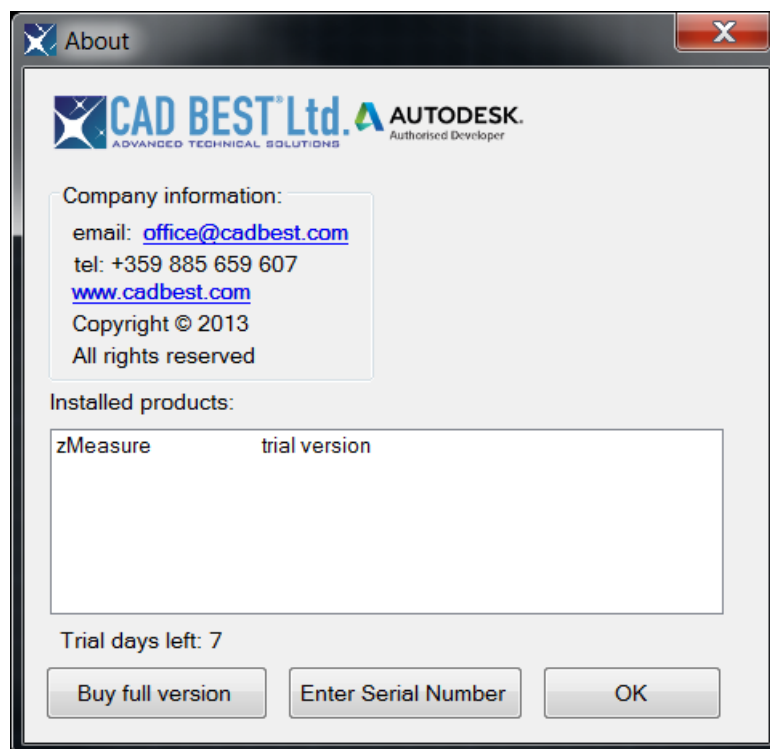 About
CAD BEST® Ltd.
ADVANCED TECHNICAL SOLUTIONS
AUTODESK.
Authorised Developer
Company information:
email: office@cadbest.com
tel: +359 885 659 607
www.cadbest.com
Copyright © 2013
All rights reserved
Installed products:
zMeasure trial version
Trial days left: 7
Buy full version
Enter Serial Number
OK